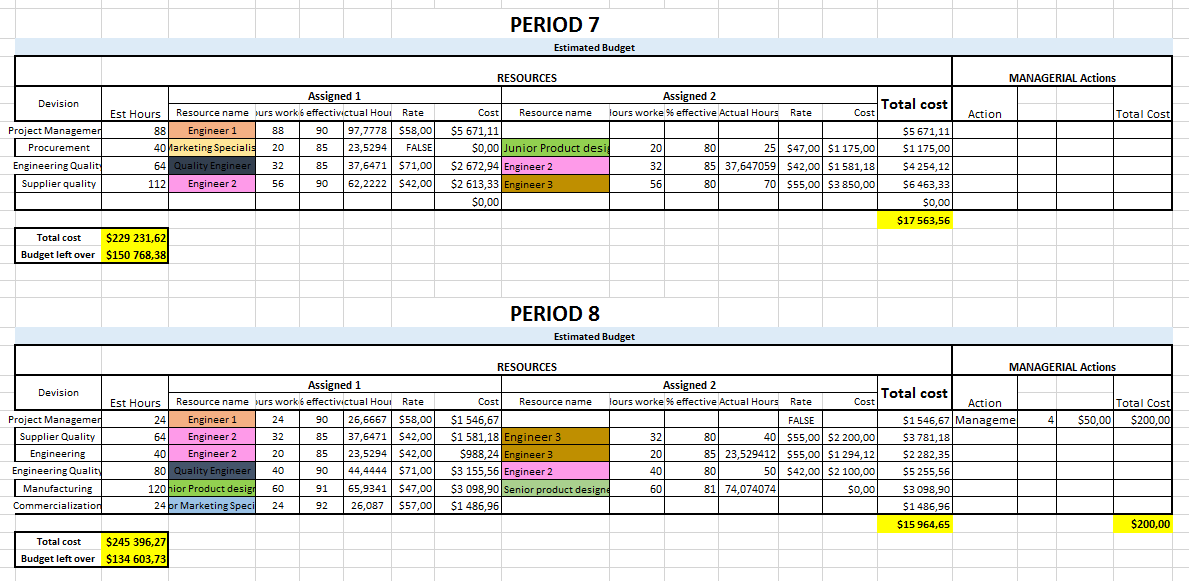 PERIOD 7
Estimated Budget
RESOURCES MANAGERIAL Actions
Devision Est Hours Assigned 1 Assigned 2 Total cost Action Total Cost
Resource name ours work % effectiv ctual Hou Rate Cost Resource name ours worke % effective Actual Hours Rate Cost
Project Managemen 88 Engineer 1 88 90 97,7778 $58,00 $5 671,11 $5 671,11
Procurement 40 Marketing Specialis 20 85 23,5294 FALSE $0,00 Junior Product desig 20 80 25 $47,00 $1 175,00 $1 175,00
Engineering Quality 64 Quality Engineer 32 85 37,6471 $71,00 $2 672,94 Engineer 2 32 85 37,647059 $42,00 $1 581,18 $4 254,12
Supplier quality 112 Engineer 2 56 90 62,2222 $42,00 $2 613,33 Engineer 3 56 80 70 $55,00 $3 850,00 $6 463,33
$0,00 $0,00
$17 563,56
Total cost $229 231,62
Budget left over $150 768,38
PERIOD 8
Estimated Budget
RESOURCES MANAGERIAL Actions
Devision Est Hours Assigned 1 Assigned 2 Total cost Action Total Cost
Resource name ours work % effectiv ctual Hou Rate Cost Resource name ours worke % effective Actual Hours Rate Cost
Project Managemen 24 Engineer 1 24 90 26,6667 $58,00 $1 546,67 FALSE $1 546,67 Manageme 4 $50,00 $200,00
Supplier Quality 64 Engineer 2 32 85 37,6471 $42,00 $1 581,18 Engineer 3 32 80 40 $55,00 $2 200,00 $3 781,18
Engineering 40 Engineer 2 20 85 23,5294 $42,00 $988,24 Engineer 3 20 85 23,529412 $55,00 $1 294,12 $2 282,35
Engineering Quality 80 Quality Engineer 40 90 44,4444 $71,00 $3 155,56 Engineer 2 40 80 50 $42,00 $2 100,00 $5 255,56
Manufacturing 120 nior Product design 60 91 65,9341 $47,00 $3 098,90 Senior product designe 60 81 74,074074 $0,00 $3 098,90
Commercialization 24 or Marketing Speci 24 92 26,087 $57,00 $1 486,96 $1 486,96
$15 964,65 $200,00
Total cost $245 396,27
Budget left over $134 603,73